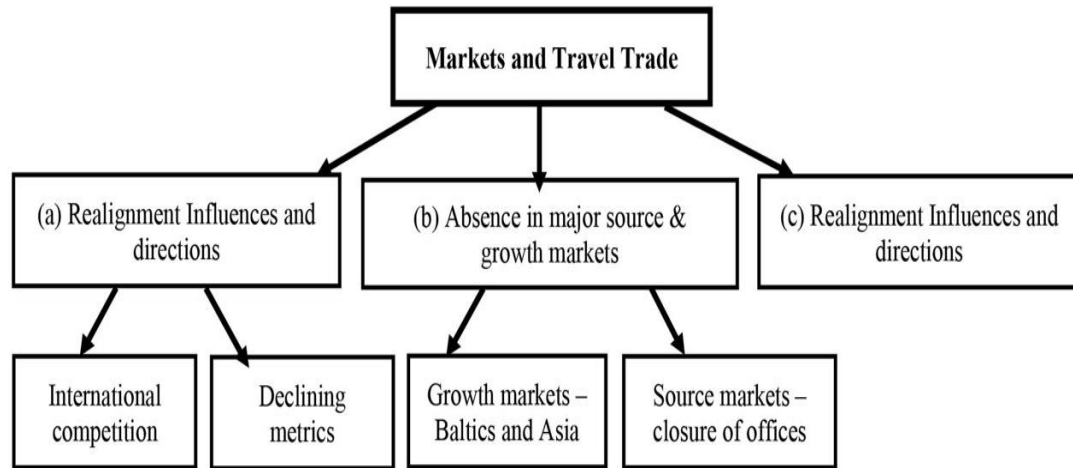 Markets and Travel Trade
(a) Realignment Influences and
directions
(b) Absence in major source &
growth markets
(c) Realignment Influences and
directions
International
competition
Declining
metrics
Growth markets –
Baltics and Asia
Source markets –
closure of offices